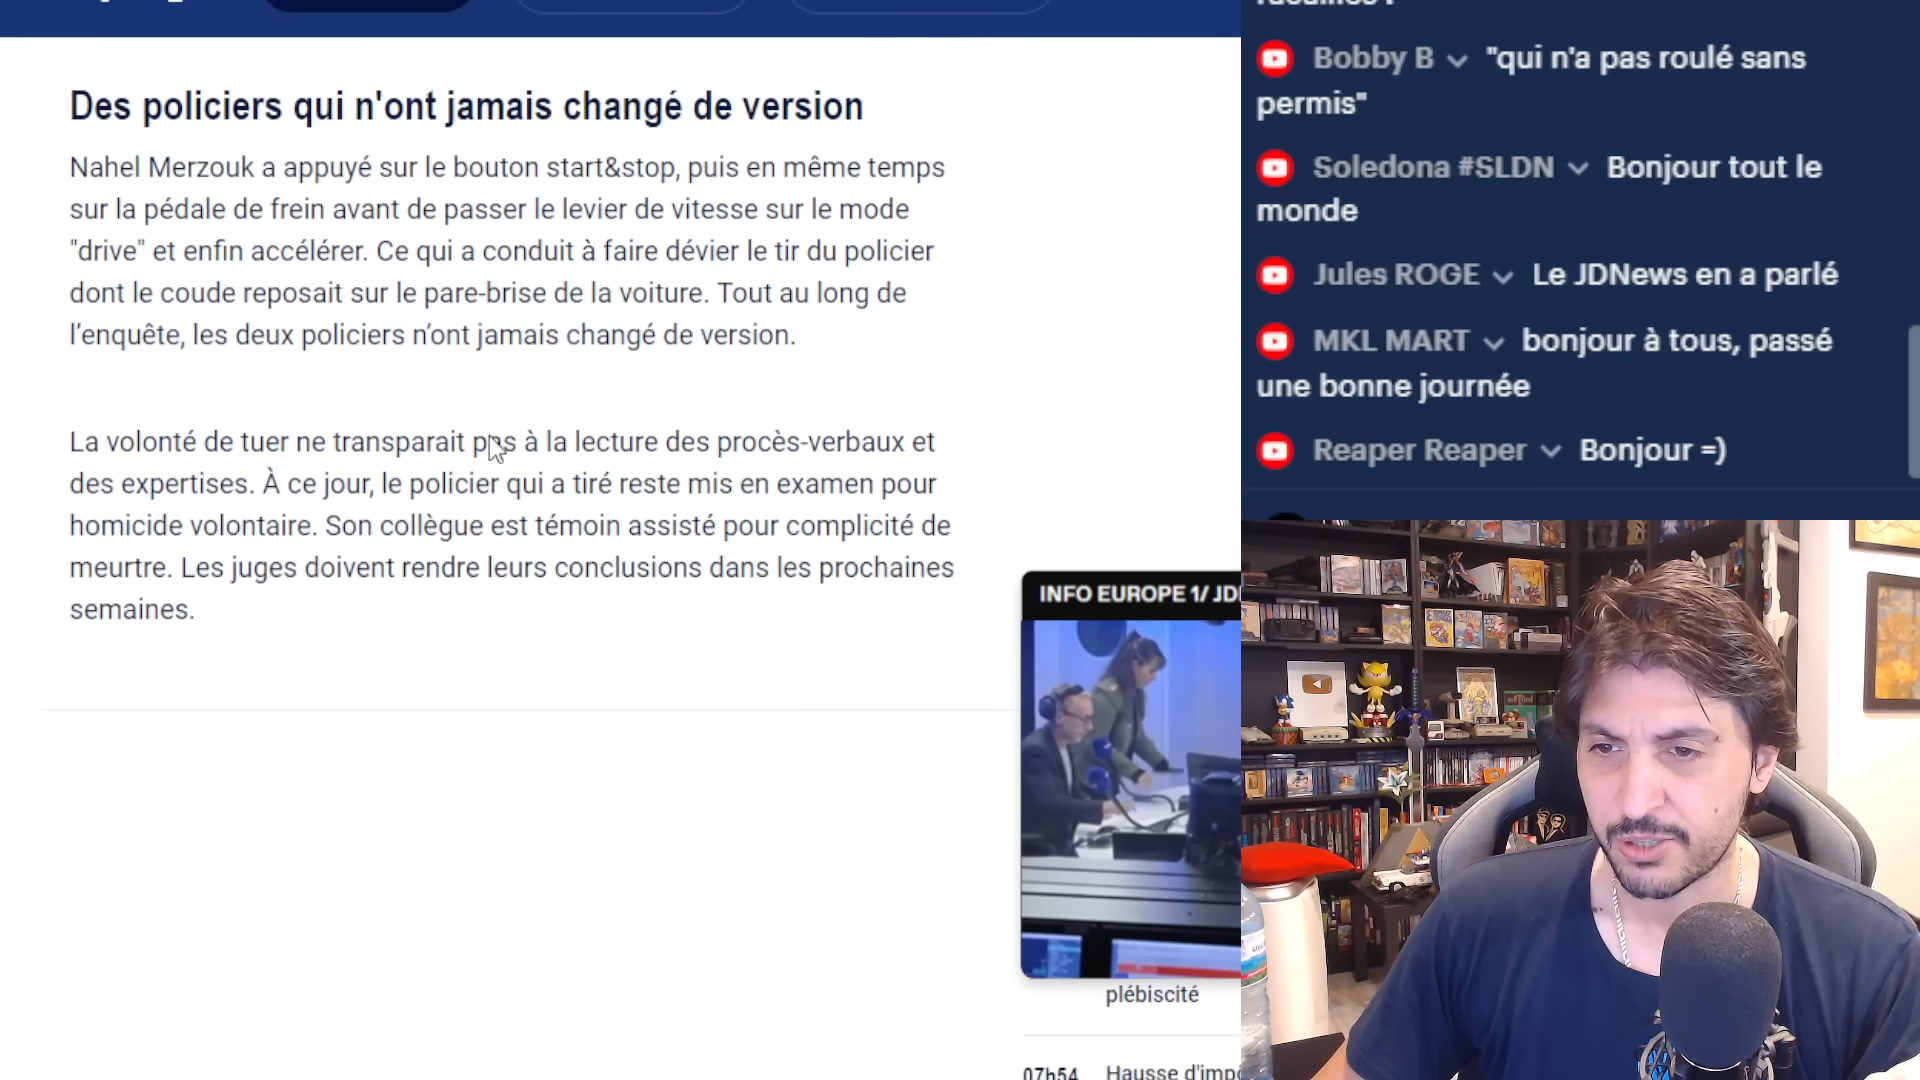 Des policiers qui n'ont jamais changé de version
Nahel Merzouk a appuyé sur le bouton start&stop, puis en même temps
sur la pédale de frein avant de passer le levier de vitesse sur le mode
"drive" et enfin accélérer. Ce qui a conduit à faire dévier le tir du policier
dont le coude reposait sur le pare-brise de la voiture. Tout au long de
l’enquête, les deux policiers n’ont jamais changé de version.
La volonté de tuer ne transparait pas à la lecture des procès-verbaux et
des expertises. À ce jour, le policier qui a tiré reste mis en examen pour
homicide volontaire. Son collègue est témoin assisté pour complicité de
meurtre. Les juges doivent rendre leurs conclusions dans les prochaines
semaines.
INFO EUROPE 1/ JD
plébiscité
07h54 Hausse d'imp
Bobby B "qui n'a pas roulé sans
permis"
Soledona #SLDN Bonjour tout le
monde
Jules ROGE Le JDNews en a parlé
MKL MART bonjour à tous, passé
une bonne journée
Reaper Reaper Bonjour =)